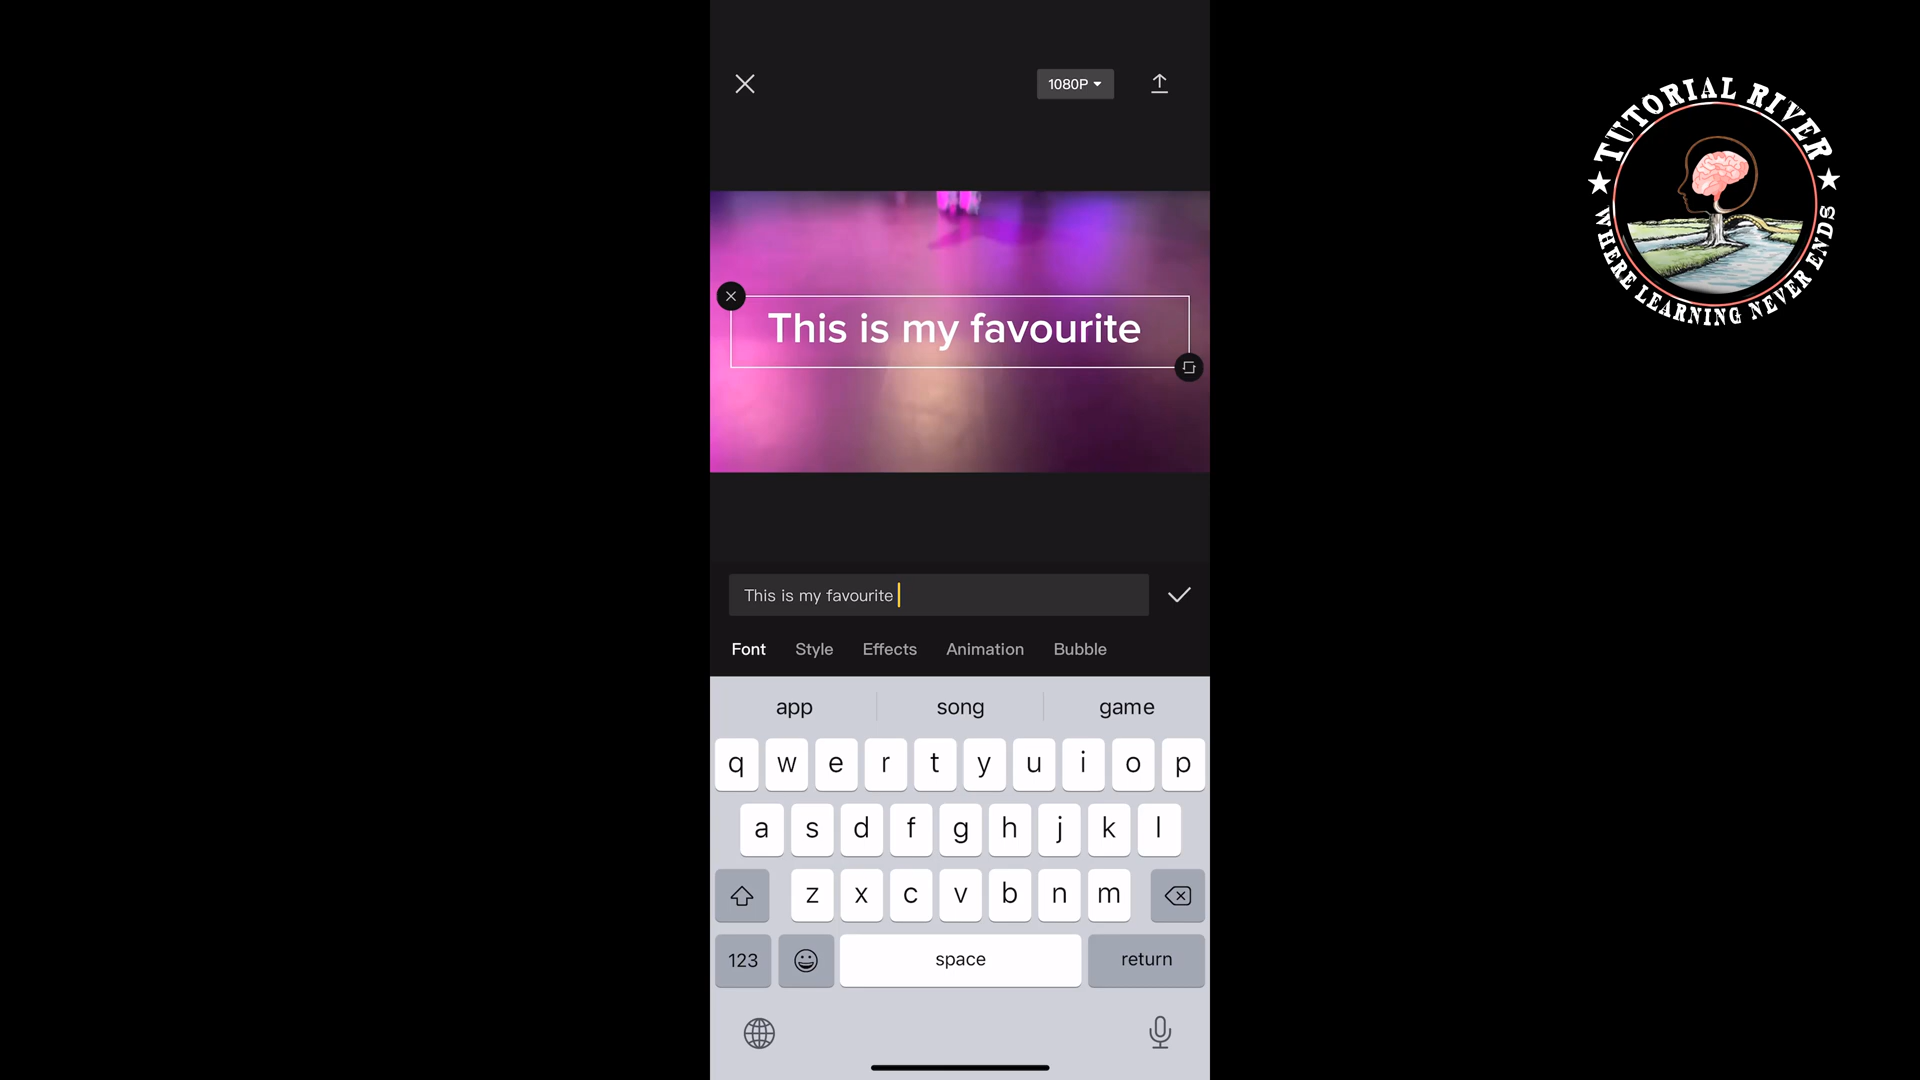 1080P
TUTORIAL RIVER
WHERE LEARNING NEVER ENDS
This is my favourite
This is my favourite
Font Style Effects Animation Bubble
app song game
q w e r t y u i o p
a s d f g h j k l
z x c v b n m
123 space return